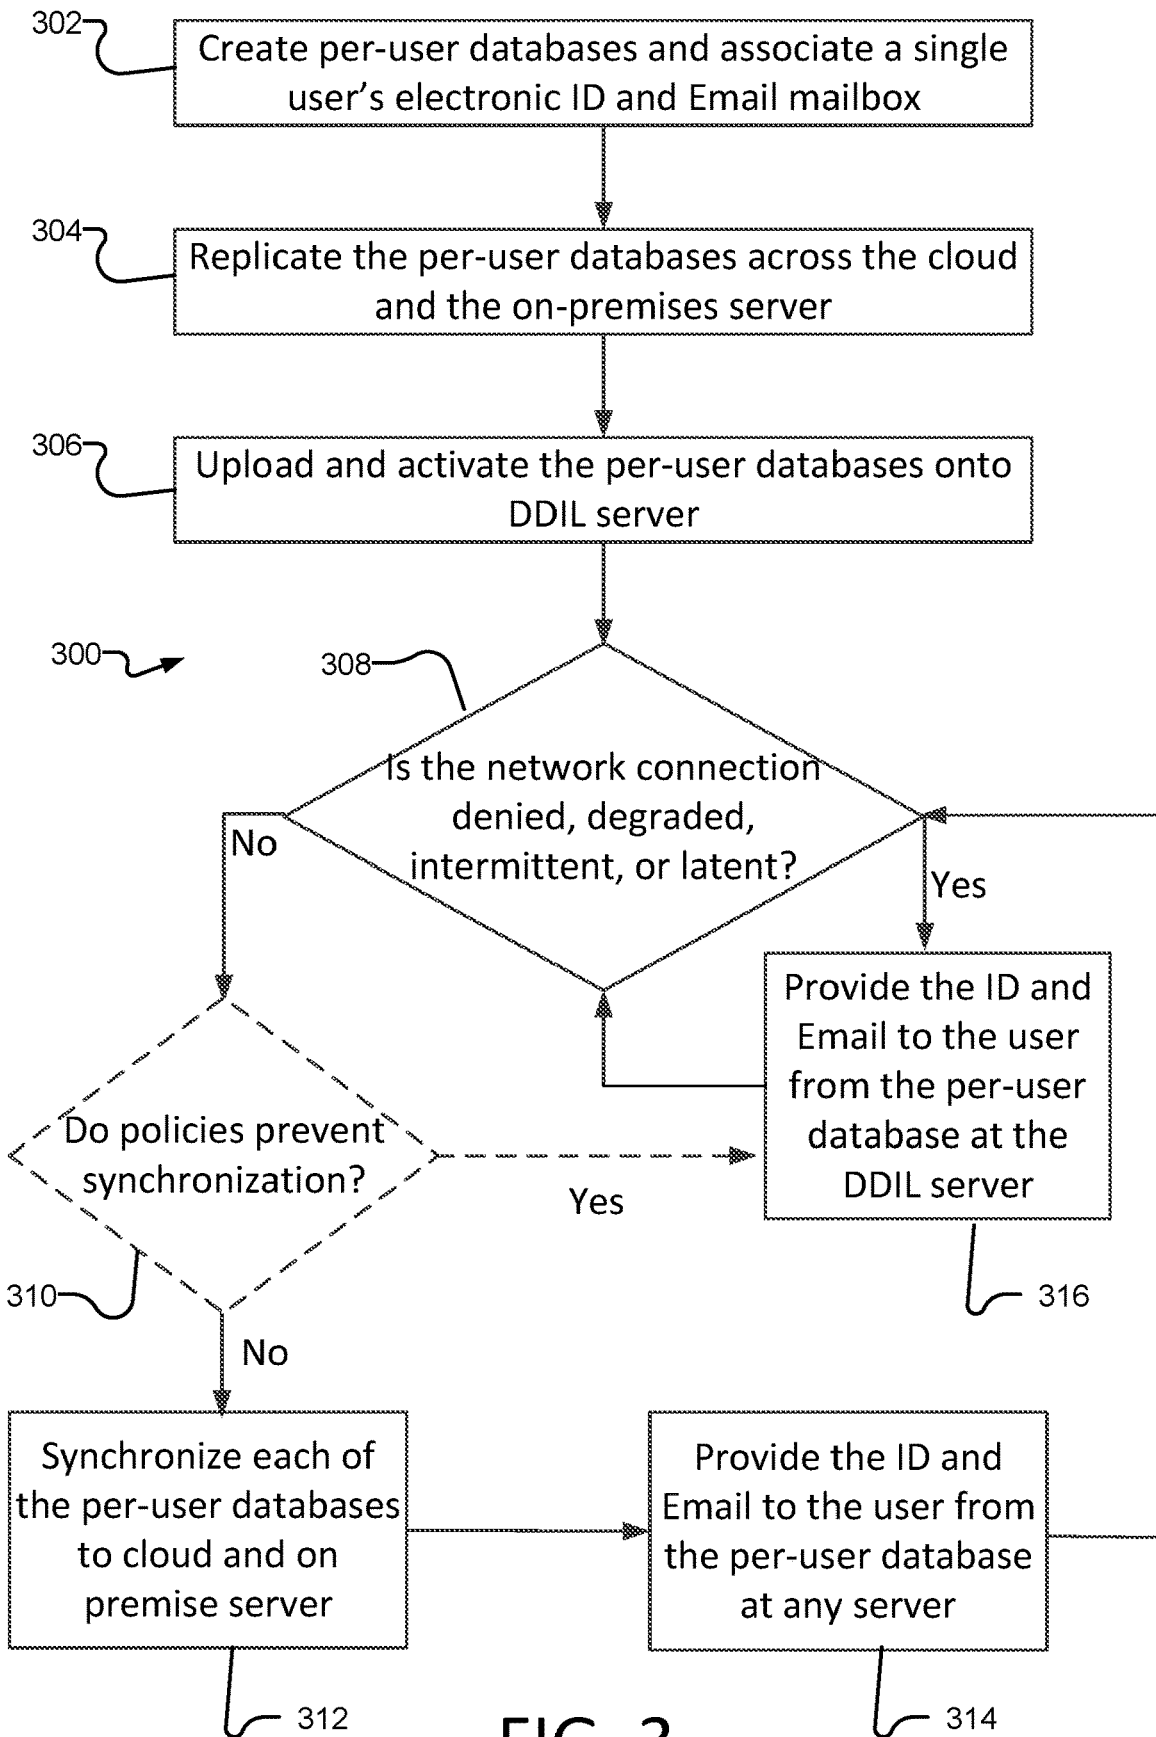 302
Create per-user databases and associate a single
user's electronic ID and Email mailbox
304
Replicate the per-user databases across the cloud
and the on-premises server
306
Upload and activate the per-user databases onto
DDIL server
300
308
Is the network connection
denied, degraded,
intermittent, or latent?
No
Yes
Provide the ID and
Email to the user
from the per-user
database at the
DDIL server
Do policies prevent
synchronization?
Yes
310
316
No
Synchronize each of
the per-user databases
to cloud and on
premise server
Provide the ID and
Email to the user from
the per-user database
at any server
312
314
FIG. 3